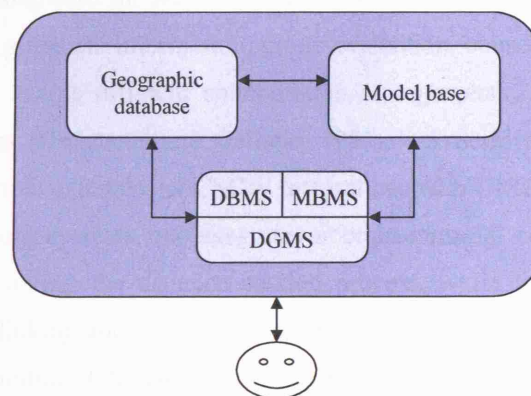 Geographic
database
Model base
DBMS MBMS
DGMS